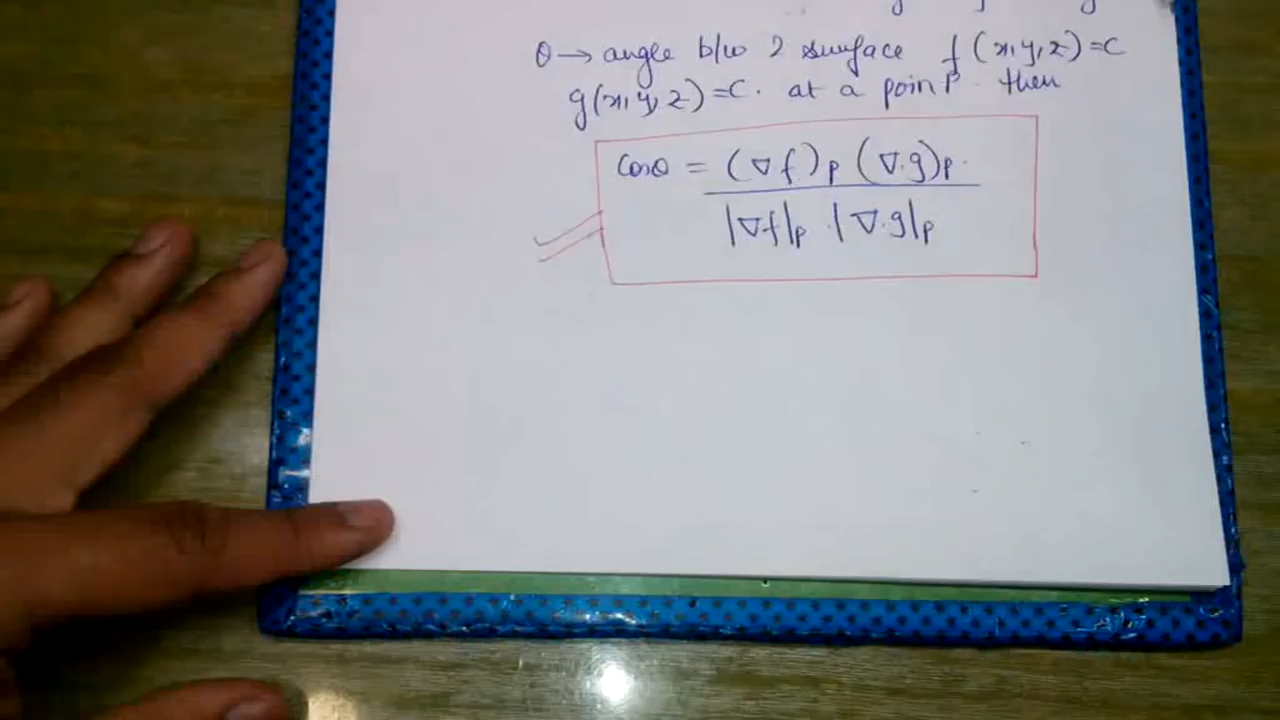 θ → angle b/w 2 surface f(x,y,z)=C
g(x,y,z)=C. at a point P. then
cosθ = (∇f)p (∇.g)p.
|∇f|p . |∇.g|p